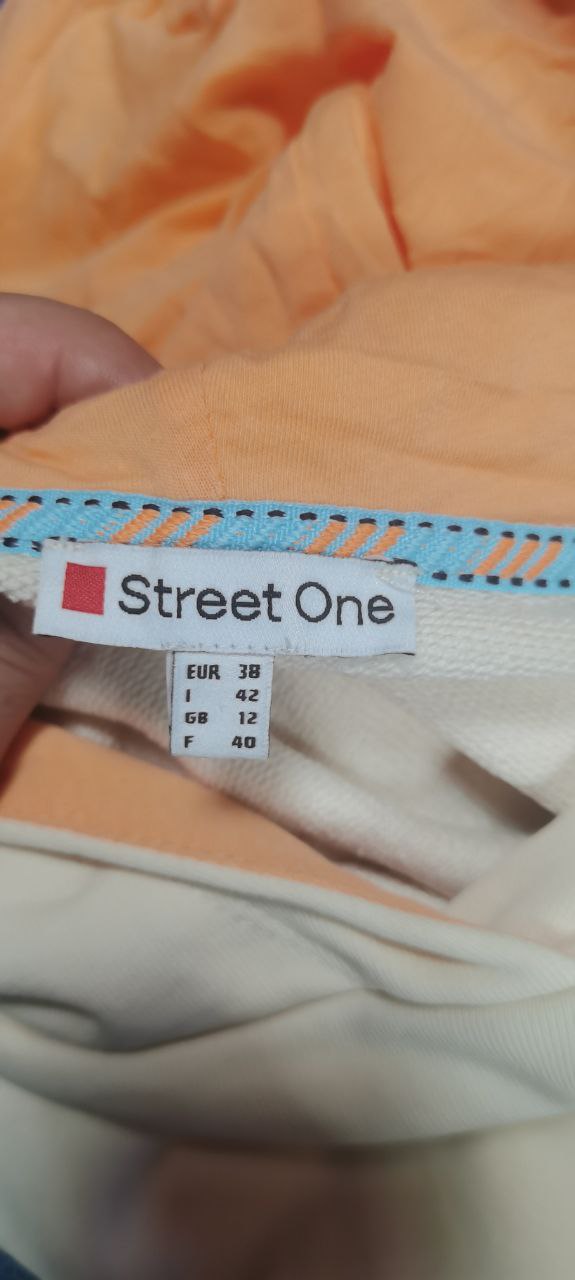 Street One
EUR 38
I 42
GB 12
F 40